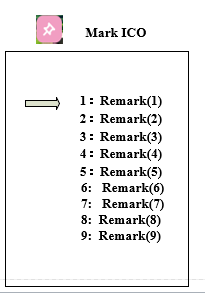 Mark ICO
1：Remark(1)
2：Remark(2)
3：Remark(3)
4：Remark(4)
5：Remark(5)
6:  Remark(6)
7:  Remark(7)
8: Remark(8)
9: Remark(9)